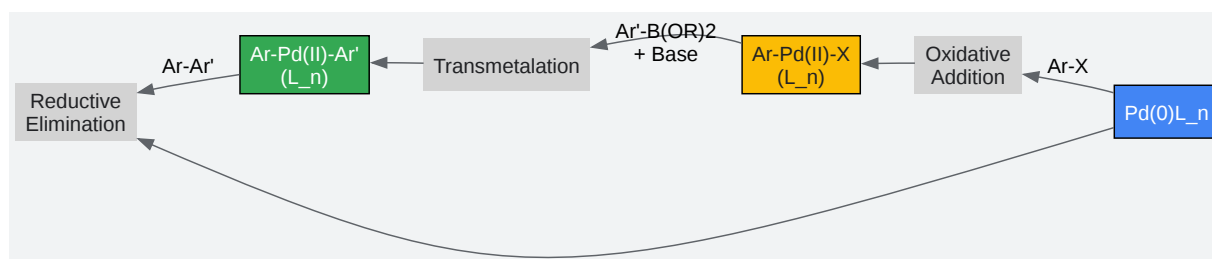 Ar'-B(OR)2
+ Base
Ar-Ar'
Ar-Pd(II)-Ar'
(L_n)
Transmetalation
Ar-Pd(II)-X
(L_n)
Oxidative
Addition
Ar-X
Reductive
Elimination
Pd(0)L_n